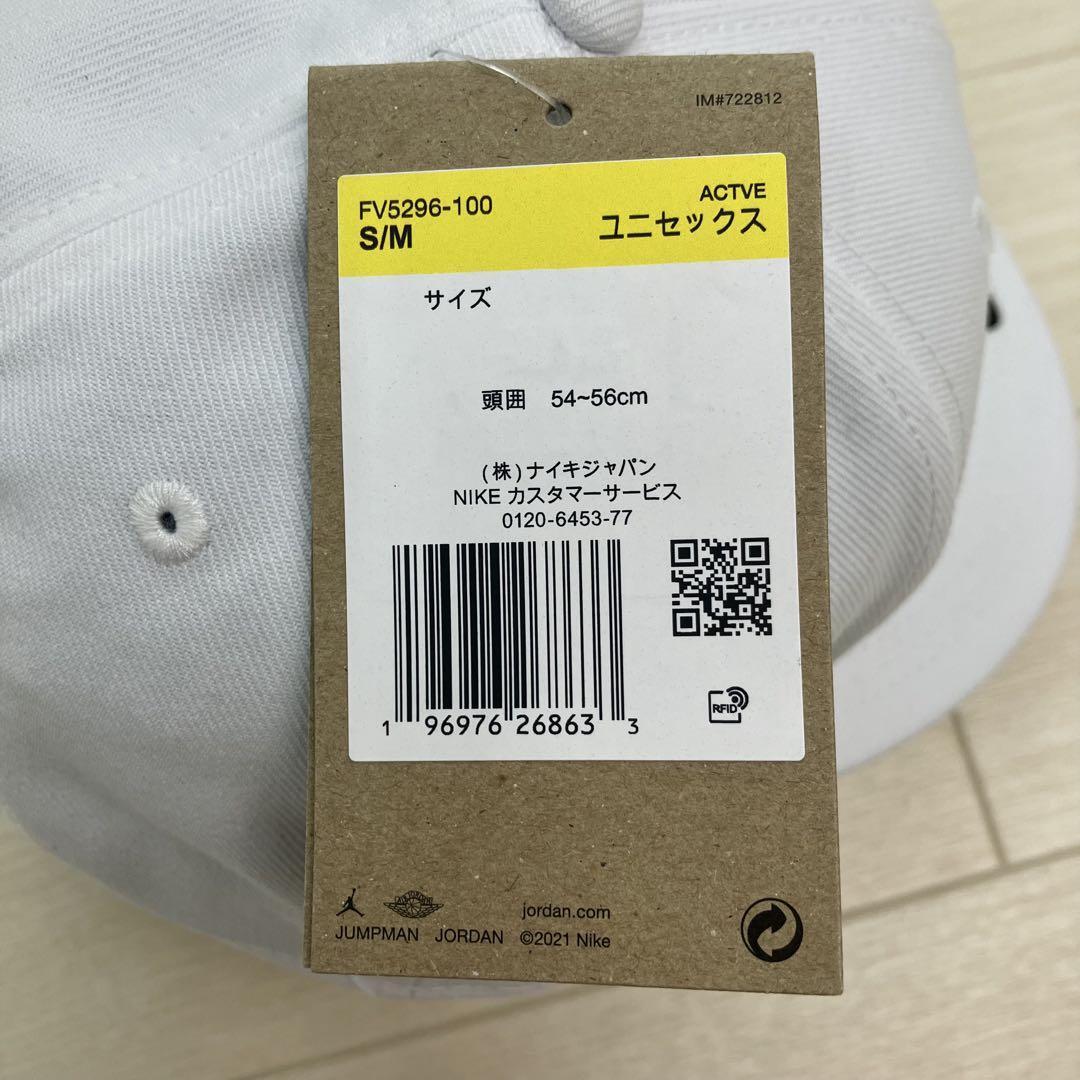 IM#722812
FV5296-100
S/M
ACTVE
ユニセックス
サイズ
頭囲 54~56cm
(株)ナイキジャパン
NIKE カスタマーサービス
0120-6453-77
RFID
1 96976 26863 3
jordan.com
JUMPMAN JORDAN ©2021 Nike